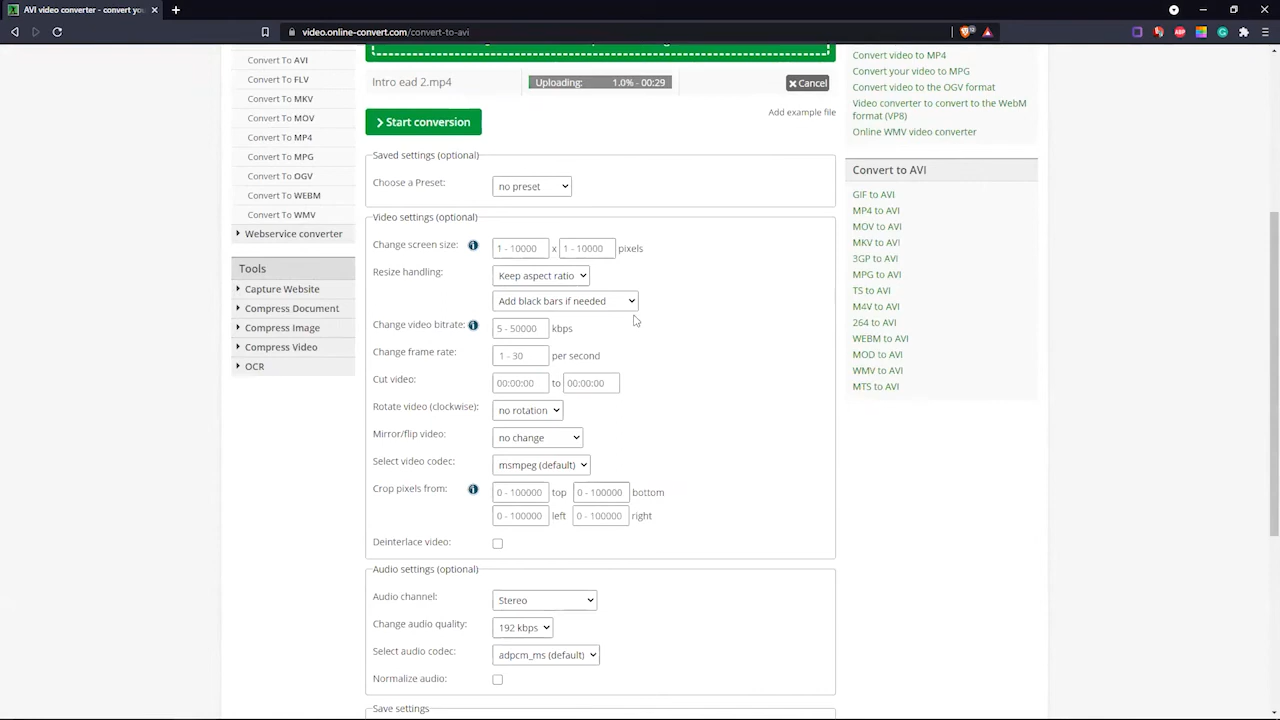 AVI video converter - convert yo
video.online-convert.com/convert-to-avi
Convert To AVI
Convert To FLV
Convert To MKV
Convert To MOV
Convert To MP4
Convert To MPG
Convert To OGV
Convert To WEBM
Convert To WMV
Webservice converter
Tools
Capture Website
Compress Document
Compress Image
Compress Video
OCR
Intro ead 2.mp4
Uploading: 1.0% - 00:29
Cancel
Start conversion
Add example file
Saved settings (optional)
Choose a Preset: no preset
Video settings (optional)
Change screen size: 1 - 10000 x 1 - 10000 pixels
Resize handling: Keep aspect ratio
Add black bars if needed
Change video bitrate: 5 - 50000 kbps
Change frame rate: 1 - 30 per second
Cut video: 00:00:00 to 00:00:00
Rotate video (clockwise): no rotation
Mirror/flip video: no change
Select video codec: msmpeg (default)
Crop pixels from: 0 - 100000 top 0 - 100000 bottom
0 - 100000 left 0 - 100000 right
Deinterlace video:
Audio settings (optional)
Audio channel: Stereo
Change audio quality: 192 kbps
Select audio codec: adpcm_ms (default)
Normalize audio:
Save settings
Convert video to MP4
Convert your video to MPG
Convert video to the OGV format
Video converter to convert to the WebM
format (VP8)
Online WMV video converter
Convert to AVI
GIF to AVI
MP4 to AVI
MOV to AVI
MKV to AVI
3GP to AVI
MPG to AVI
TS to AVI
M4V to AVI
264 to AVI
WEBM to AVI
MOD to AVI
WMV to AVI
MTS to AVI